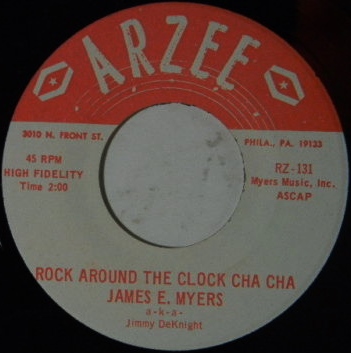 ARZEE
3010 N. FRONT ST.
PHILA., PA. 19133
45 RPM
HIGH FIDELITY
Time 2:00
RZ-131
Myers Music, Inc.
ASCAP
ROCK AROUND THE CLOCK CHA CHA
JAMES E. MYERS
a-k-a-
Jimmy DeKnight